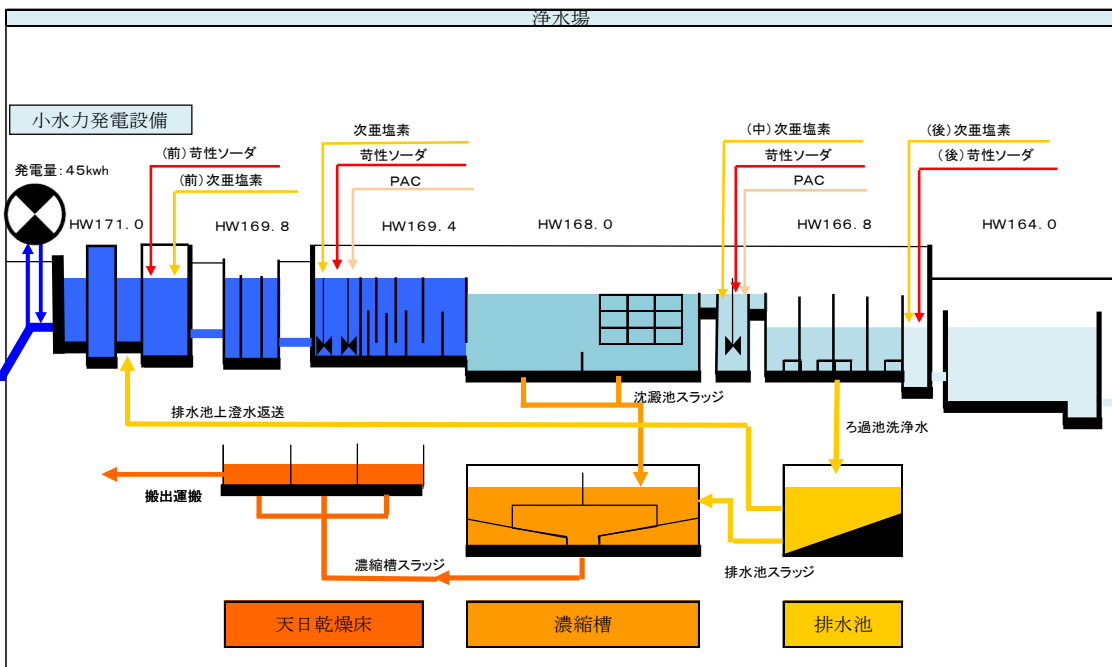 浄水場
小水力発電設備
発電量：45kwh
(前)苛性ソーダ
(前)次亜塩素
次亜塩素
苛性ソーダ
PAC
(中)次亜塩素
苛性ソーダ
PAC
(後)次亜塩素
(後)苛性ソーダ
HW171.0
HW169.8
HW169.4
HW168.0
HW166.8
HW164.0
排水池上澄水返送
沈澱池スラッジ
ろ過池洗浄水
搬出運搬
濃縮槽スラッジ
排水池スラッジ
天日乾燥床
濃縮槽
排水池